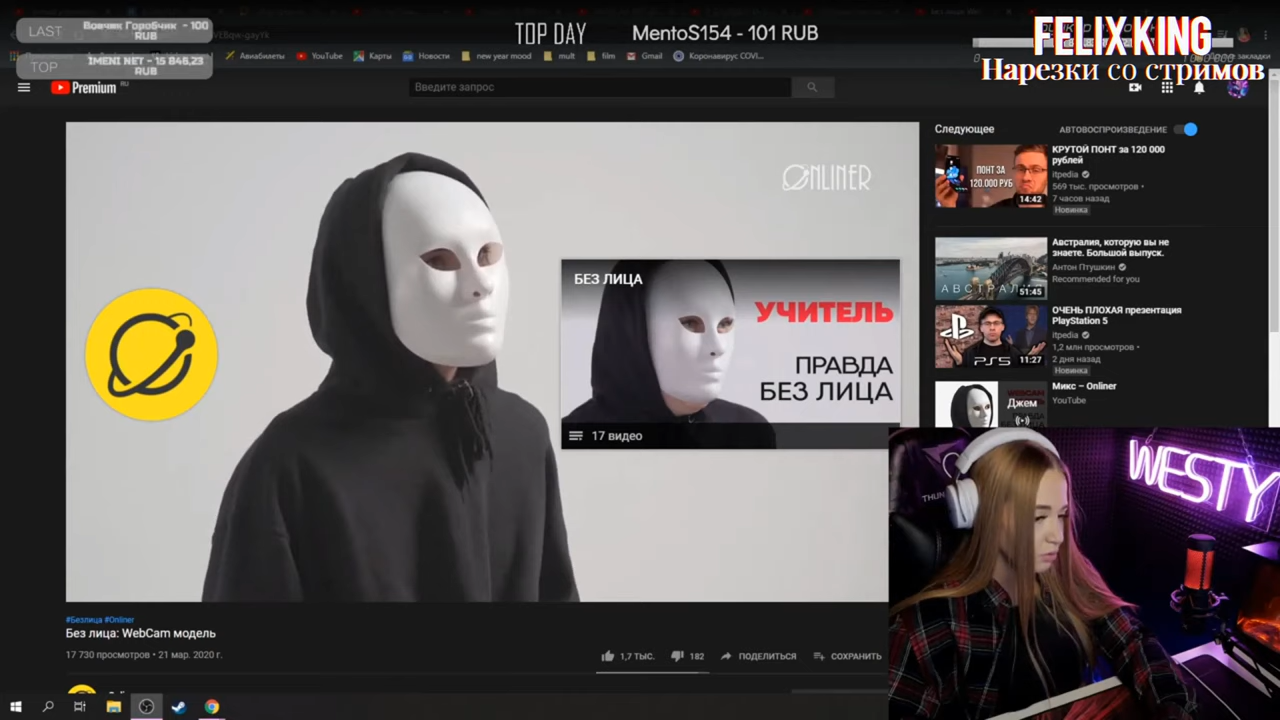 LAST
Вовчик Горобчик - 100
RUB
TOP
IMENI NET - 15 845,23
RUB
TOP DAY
MentoS154 - 101 RUB
FELIXKING
Нарезки со стримов
Авиабилеты
YouTube
Карты
Новости
new year mood
mult
film
Gmail
Коронавирус COVI...
Premium
RU
Введите запрос
ONLINER
БЕЗ ЛИЦА
УЧИТЕЛЬ
ПРАВДА
БЕЗ ЛИЦА
17 видео
#Безлица #Onliner
Без лица: WebCam модель
17 730 просмотров • 21 мар. 2020 г.
1,7 ТЫС.
182
ПОДЕЛИТЬСЯ
СОХРАНИТЬ
Следующее
АВТОВОСПРОИЗВЕДЕНИЕ
ПОНТ ЗА
120.000 РУБ
14:42
КРУТОЙ ПОНТ за 120 000
рублей
itpedia
569 тыс. просмотров •
7 часов назад
Новинка
АВСТРАЛИЯ
51:45
Австралия, которую вы не
знаете. Большой выпуск.
Антон Птушкин
Recommended for you
PS5
11:27
ОЧЕНЬ ПЛОХАЯ презентация
PlayStation 5
itpedia
1,2 млн просмотров •
2 дня назад
Новинка
Джем
Микс – Onliner
YouTube
THUN
WESTY